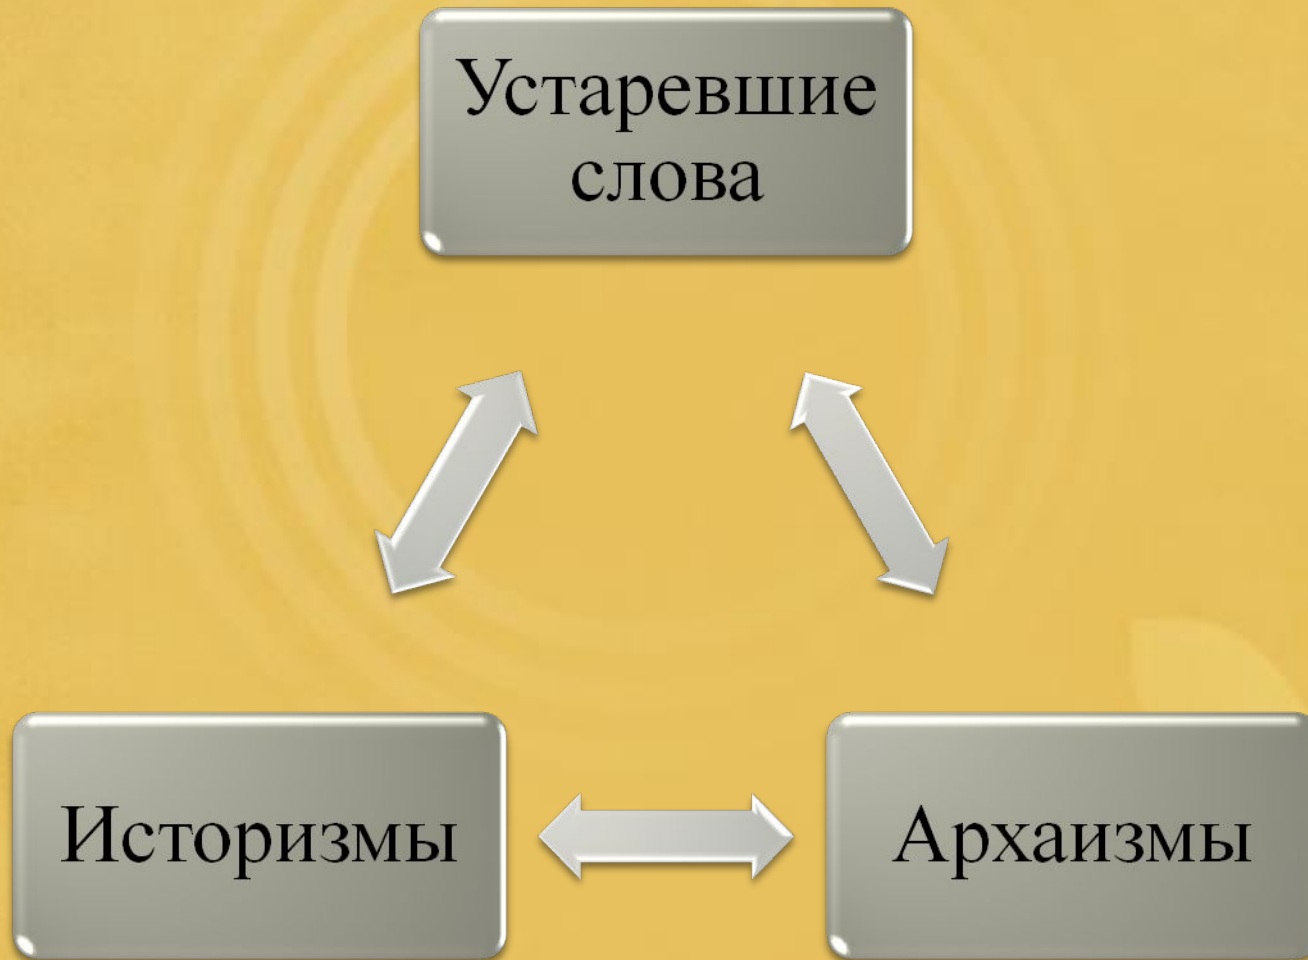 Устаревшие
слова
Историзмы
Архаизмы